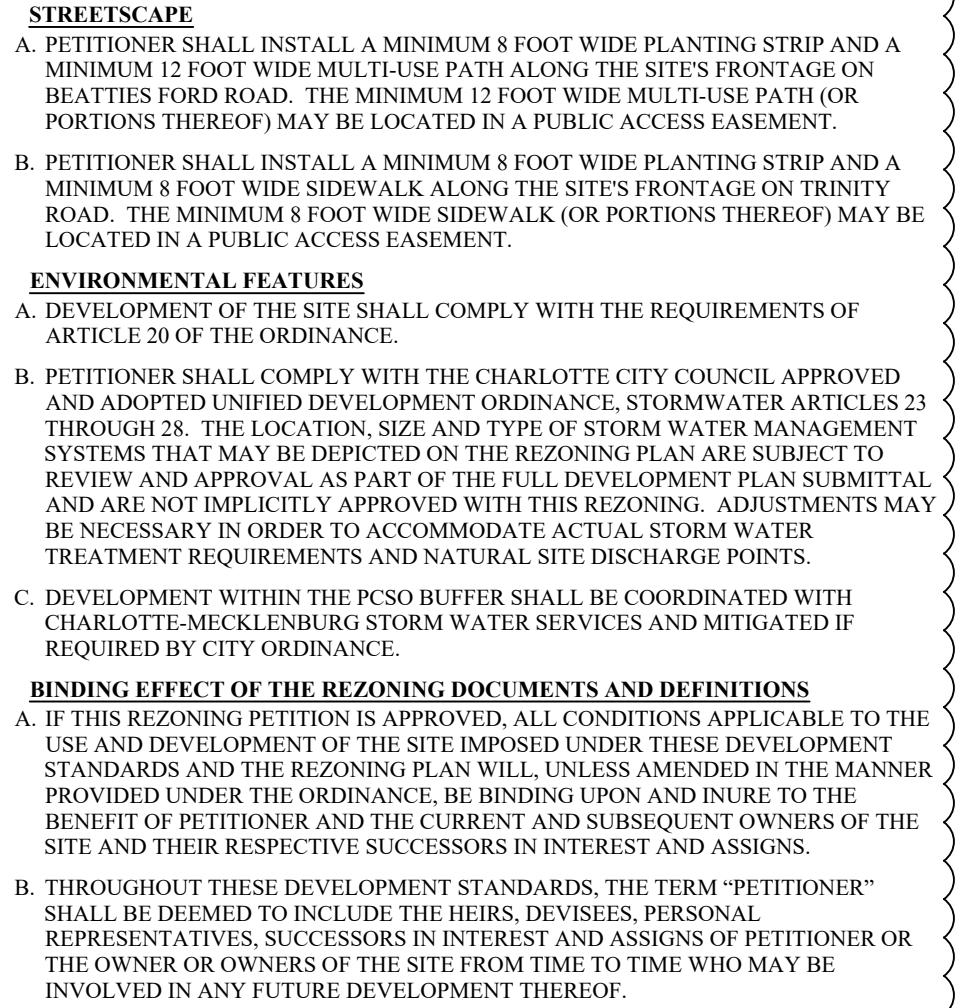 STREETSCAPE
A. PETITIONER SHALL INSTALL A MINIMUM 8 FOOT WIDE PLANTING STRIP AND A
MINIMUM 12 FOOT WIDE MULTI-USE PATH ALONG THE SITE'S FRONTAGE ON
BEATTIES FORD ROAD. THE MINIMUM 12 FOOT WIDE MULTI-USE PATH (OR
PORTIONS THEREOF) MAY BE LOCATED IN A PUBLIC ACCESS EASEMENT.
B. PETITIONER SHALL INSTALL A MINIMUM 8 FOOT WIDE PLANTING STRIP AND A
MINIMUM 8 FOOT WIDE SIDEWALK ALONG THE SITE'S FRONTAGE ON TRINITY
ROAD. THE MINIMUM 8 FOOT WIDE SIDEWALK (OR PORTIONS THEREOF) MAY BE
LOCATED IN A PUBLIC ACCESS EASEMENT.
ENVIRONMENTAL FEATURES
A. DEVELOPMENT OF THE SITE SHALL COMPLY WITH THE REQUIREMENTS OF
ARTICLE 20 OF THE ORDINANCE.
B. PETITIONER SHALL COMPLY WITH THE CHARLOTTE CITY COUNCIL APPROVED
AND ADOPTED UNIFIED DEVELOPMENT ORDINANCE, STORMWATER ARTICLES 23
THROUGH 28. THE LOCATION, SIZE AND TYPE OF STORM WATER MANAGEMENT
SYSTEMS THAT MAY BE DEPICTED ON THE REZONING PLAN ARE SUBJECT TO
REVIEW AND APPROVAL AS PART OF THE FULL DEVELOPMENT PLAN SUBMITTAL
AND ARE NOT IMPLICITLY APPROVED WITH THIS REZONING. ADJUSTMENTS MAY
BE NECESSARY IN ORDER TO ACCOMMODATE ACTUAL STORM WATER
TREATMENT REQUIREMENTS AND NATURAL SITE DISCHARGE POINTS.
C. DEVELOPMENT WITHIN THE PCSO BUFFER SHALL BE COORDINATED WITH
CHARLOTTE-MECKLENBURG STORM WATER SERVICES AND MITIGATED IF
REQUIRED BY CITY ORDINANCE.
BINDING EFFECT OF THE REZONING DOCUMENTS AND DEFINITIONS
A. IF THIS REZONING PETITION IS APPROVED, ALL CONDITIONS APPLICABLE TO THE
USE AND DEVELOPMENT OF THE SITE IMPOSED UNDER THESE DEVELOPMENT
STANDARDS AND THE REZONING PLAN WILL, UNLESS AMENDED IN THE MANNER
PROVIDED UNDER THE ORDINANCE, BE BINDING UPON AND INURE TO THE
BENEFIT OF PETITIONER AND THE CURRENT AND SUBSEQUENT OWNERS OF THE
SITE AND THEIR RESPECTIVE SUCCESSORS IN INTEREST AND ASSIGNS.
B. THROUGHOUT THESE DEVELOPMENT STANDARDS, THE TERM “PETITIONER”
SHALL BE DEEMED TO INCLUDE THE HEIRS, DEVISEES, PERSONAL
REPRESENTATIVES, SUCCESSORS IN INTEREST AND ASSIGNS OF PETITIONER OR
THE OWNER OR OWNERS OF THE SITE FROM TIME TO TIME WHO MAY BE
INVOLVED IN ANY FUTURE DEVELOPMENT THEREOF.